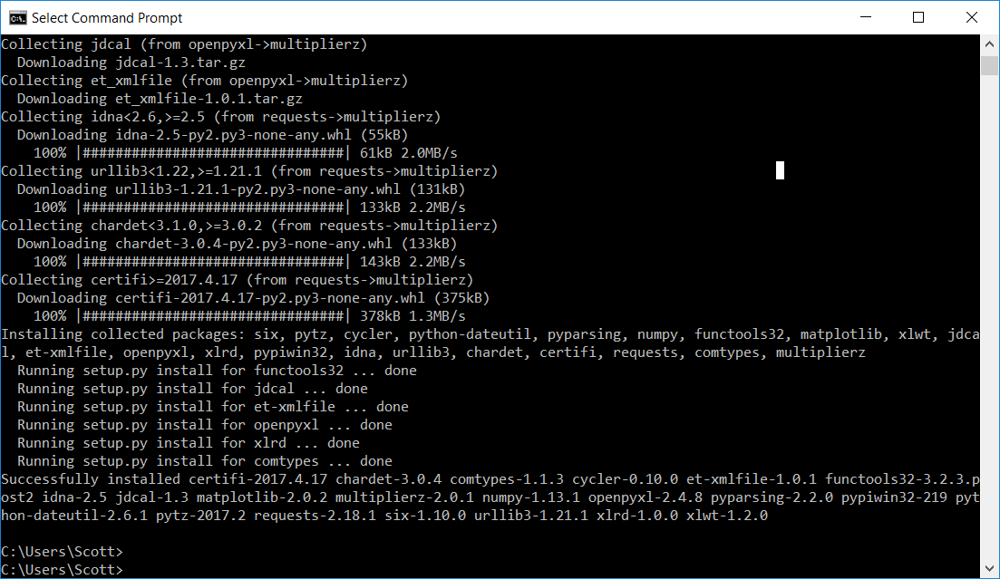 Select Command Prompt
Collecting jdcal (from openpyxl->multiplierz)
  Downloading jdcal-1.3.tar.gz
Collecting et_xmlfile (from openpyxl->multiplierz)
  Downloading et_xmlfile-1.0.1.tar.gz
Collecting idna<2.6,>=2.5 (from requests->multiplierz)
  Downloading idna-2.5-py2.py3-none-any.whl (55kB)
    100% |################################| 61kB 2.0MB/s
Collecting urllib3<1.22,>=1.21.1 (from requests->multiplierz)
  Downloading urllib3-1.21.1-py2.py3-none-any.whl (131kB)
    100% |################################| 133kB 2.2MB/s
Collecting chardet<3.1.0,>=3.0.2 (from requests->multiplierz)
  Downloading chardet-3.0.4-py2.py3-none-any.whl (133kB)
    100% |################################| 143kB 2.2MB/s
Collecting certifi>=2017.4.17 (from requests->multiplierz)
  Downloading certifi-2017.4.17-py2.py3-none-any.whl (375kB)
    100% |################################| 378kB 1.3MB/s
Installing collected packages: six, pytz, cycler, python-dateutil, pyparsing, numpy, functools32, matplotlib, xlwt, jdca
l, et-xmlfile, openpyxl, xlrd, pypiwin32, idna, urllib3, chardet, certifi, requests, comtypes, multiplierz
  Running setup.py install for functools32 ... done
  Running setup.py install for jdcal ... done
  Running setup.py install for et-xmlfile ... done
  Running setup.py install for openpyxl ... done
  Running setup.py install for xlrd ... done
  Running setup.py install for comtypes ... done
Successfully installed certifi-2017.4.17 chardet-3.0.4 comtypes-1.1.3 cycler-0.10.0 et-xmlfile-1.0.1 functools32-3.2.3.p
ost2 idna-2.5 jdcal-1.3 matplotlib-2.0.2 multiplierz-2.0.1 numpy-1.13.1 openpyxl-2.4.8 pyparsing-2.2.0 pypiwin32-219 pyt
hon-dateutil-2.6.1 pytz-2017.2 requests-2.18.1 six-1.10.0 urllib3-1.21.1 xlrd-1.0.0 xlwt-1.2.0
C:\Users\Scott>
C:\Users\Scott>